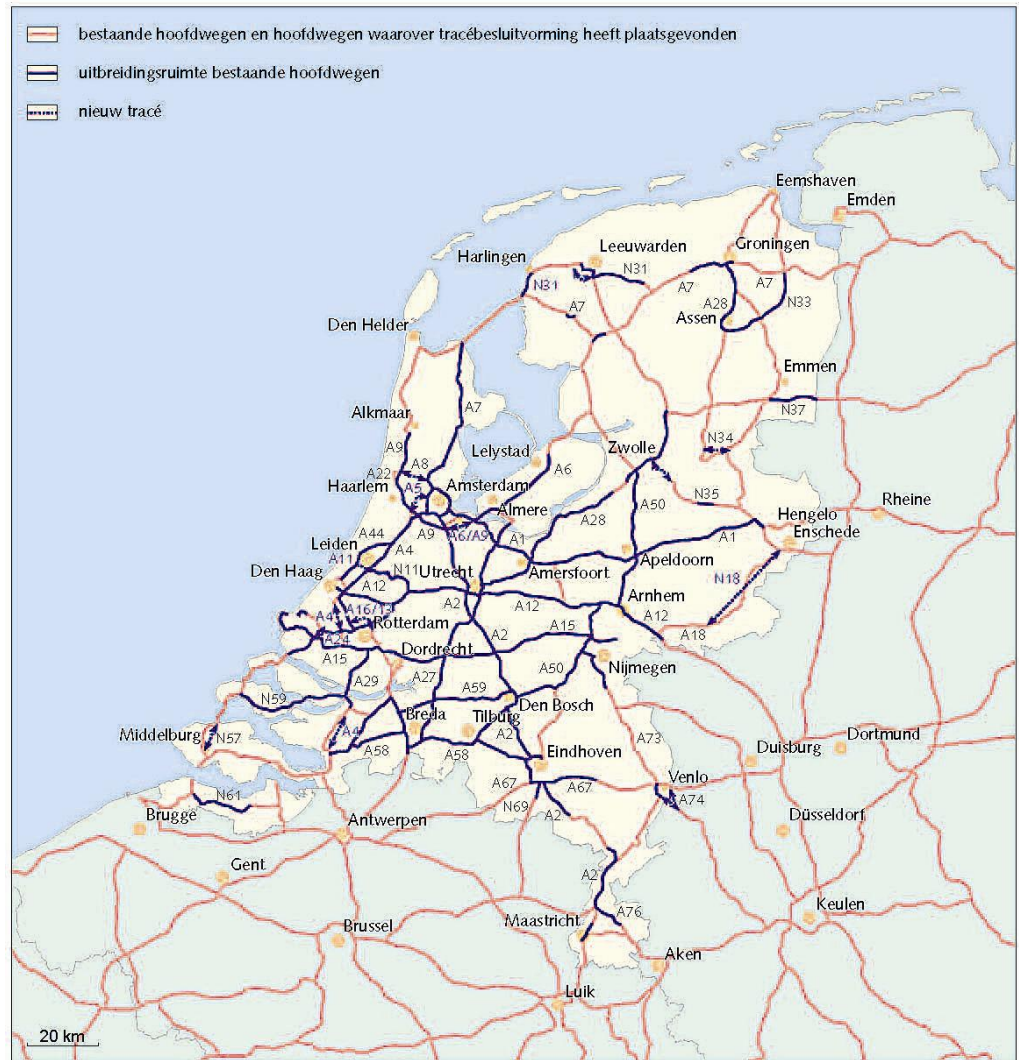 bestaande hoofdwegen en hoofdwegen waarover tracébesluitvorming heeft plaatsgevonden
uitbreidingsruimte bestaande hoofdwegen
nieuw tracé
Eemshaven
Emden
Harlingen
Leeuwarden
Groningen
N31
N31
A7
A7
A7
A28
N33
Assen
Den Helder
Emmen
N37
Alkmaar
A7
A9
Lelystad
A6
Zwolle
N34
A22
A8
Haarlem
A5
Amsterdam
Almere
A50
N35
Rheine
Hengelo
Enschede
A44
A9
A6/A9
A1
A28
A1
Leiden
A11
A4
N11
Utrecht
Amersfoort
Apeldoorn
Den Haag
A12
N18
A2
A12
Arnhem
A12
A4
A16/13
Rotterdam
A24
A15
A18
A15
Dordrecht
A2
Nijmegen
A29
A27
A50
N59
A59
Den Bosch
Middelburg
N57
A4
Breda
Tilburg
A2
A73
A58
A58
Eindhoven
Duisburg
Dortmund
A67
A67
Venlo
N61
N69
A74
A2
Brugge
Antwerpen
Düsseldorf
Gent
A2
A76
Keulen
Brussel
Maastricht
Aken
Luik
20 km